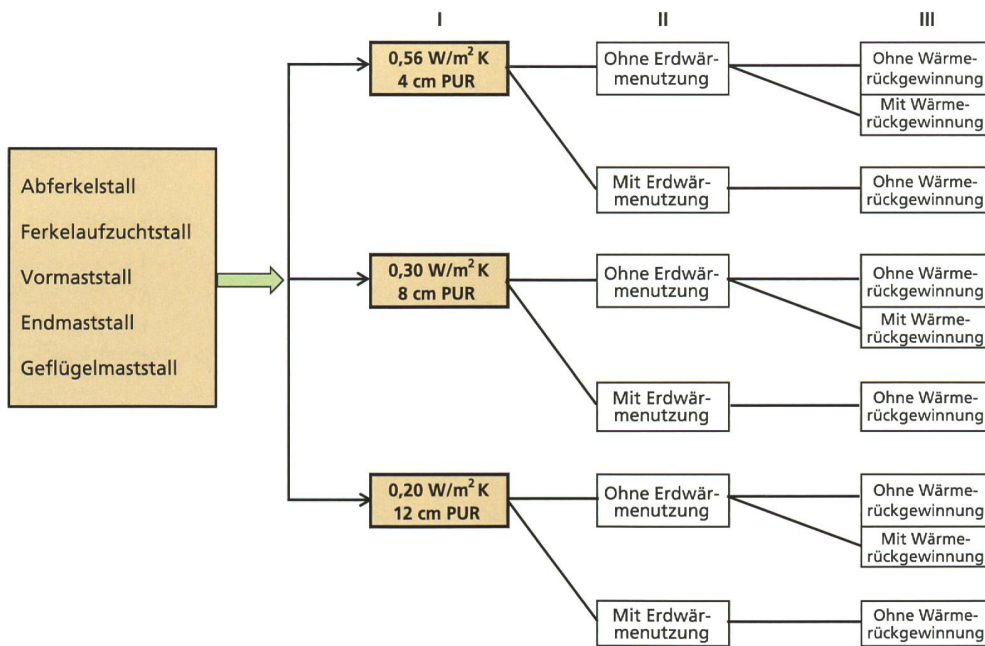 I II III
Abferkelstall
Ferkelaufzuchtstall
Vormaststall
Endmaststall
Geflügelmaststall
0,56 W/m² K
4 cm PUR
Ohne Erdwär-
menutzung
Ohne Wärme-
rückgewinnung
Mit Wärme-
rückgewinnung
Mit Erdwär-
menutzung
Ohne Wärme-
rückgewinnung
0,30 W/m² K
8 cm PUR
Ohne Erdwär-
menutzung
Ohne Wärme-
rückgewinnung
Mit Wärme-
rückgewinnung
Mit Erdwär-
menutzung
Ohne Wärme-
rückgewinnung
0,20 W/m² K
12 cm PUR
Ohne Erdwär-
menutzung
Ohne Wärme-
rückgewinnung
Mit Wärme-
rückgewinnung
Mit Erdwär-
menutzung
Ohne Wärme-
rückgewinnung